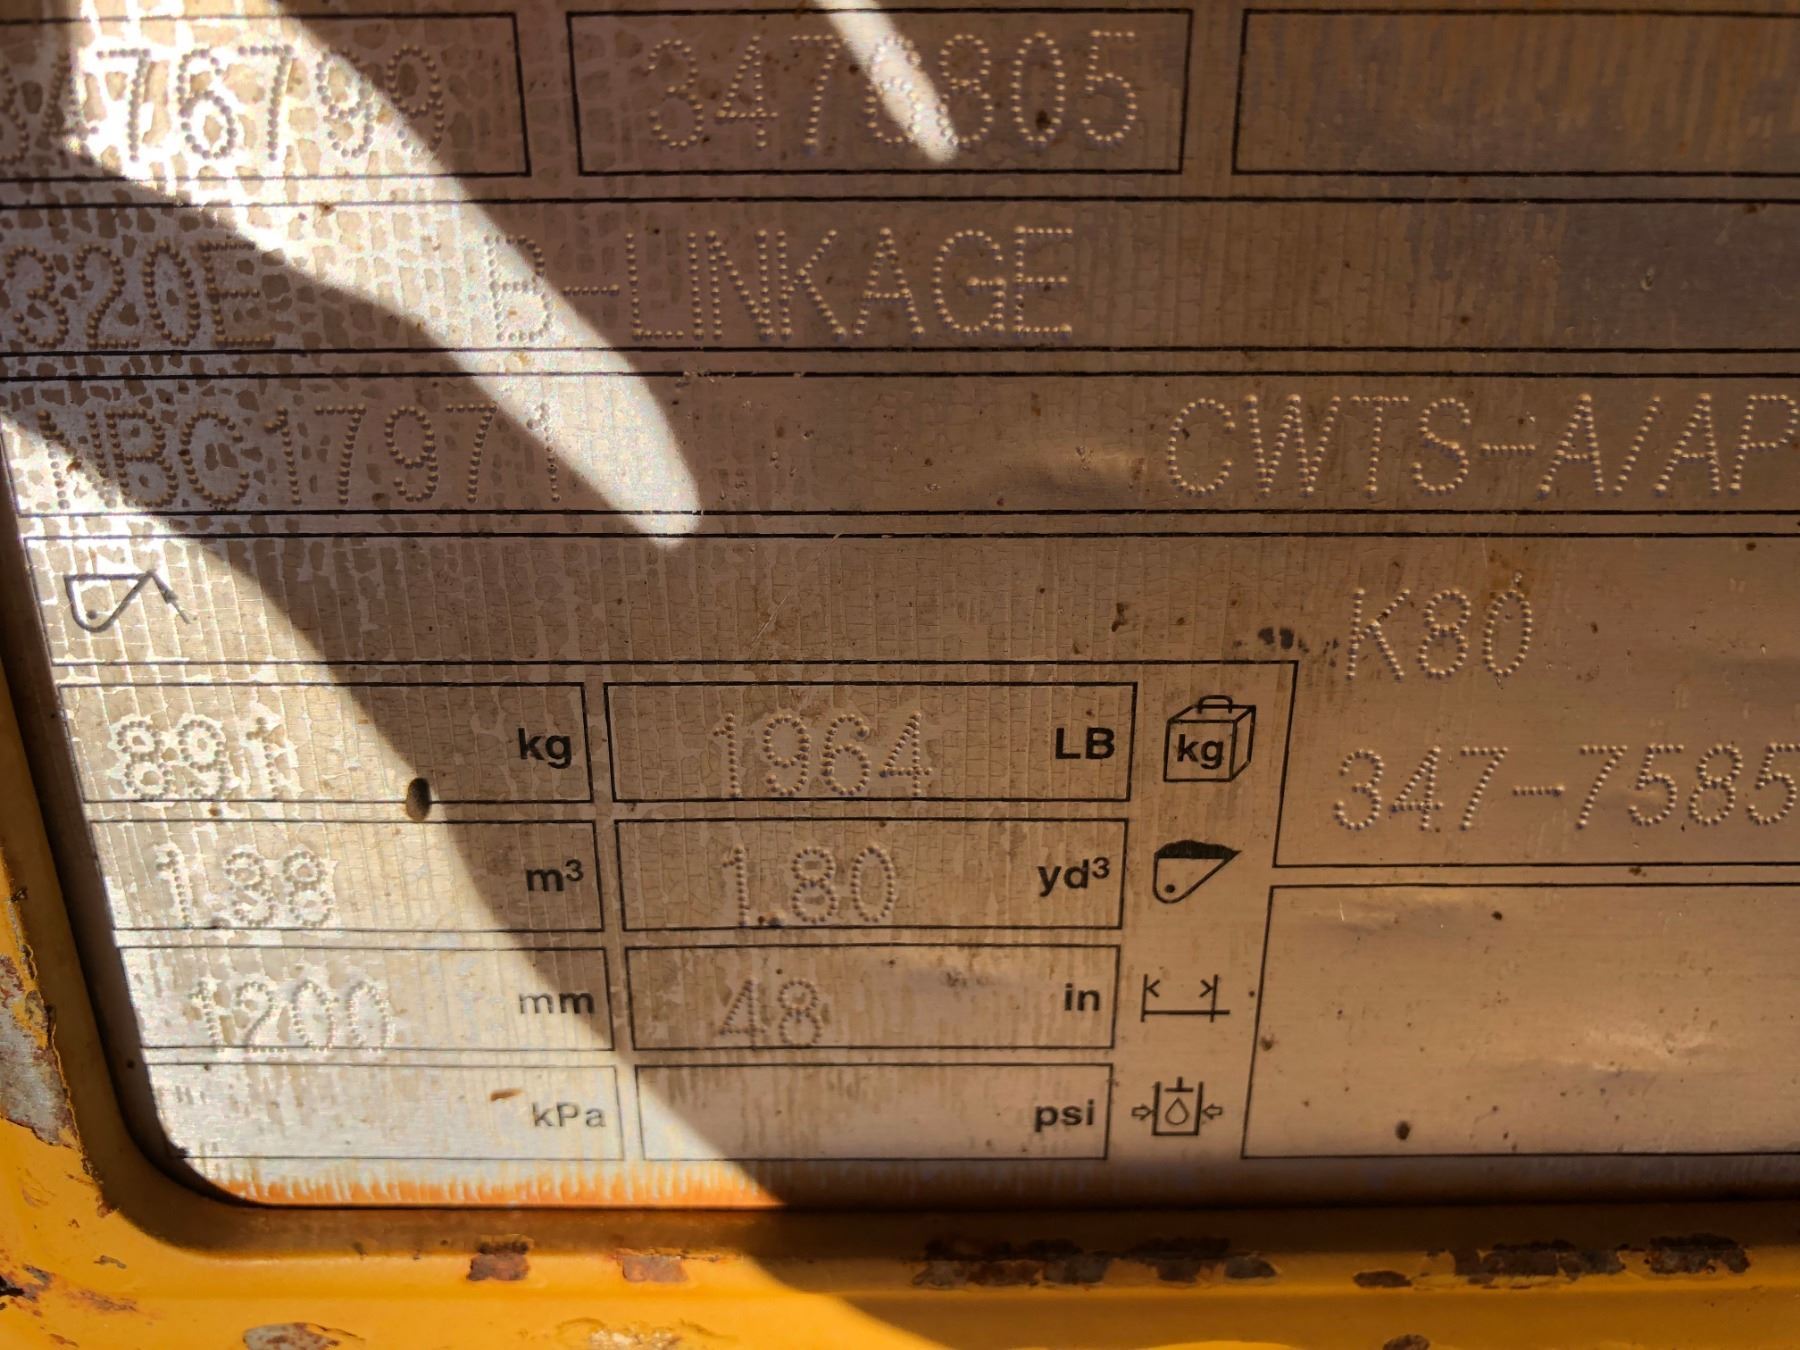 3476799 3476805
320E B-LINKAGE
NBC17971 CWTS-A/AP
K80
891 kg 1964 LB kg
347-7585
1.38 m³ 1.80 yd³
1200 mm 48 in
kPa psi